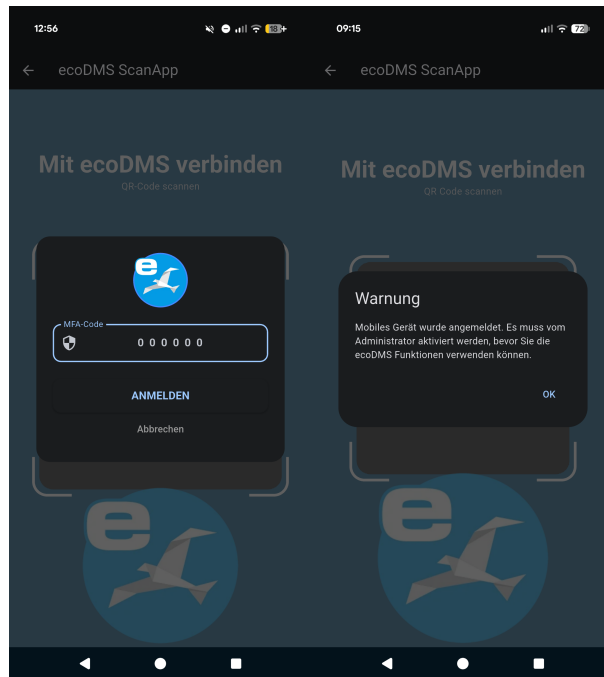 12:56
18
ecoDMS ScanApp
Mit ecoDMS verbinden
QR-Code scannen
e
MFA-Code
000000
ANMELDEN
Abbrechen
e
09:15
72
ecoDMS ScanApp
Mit ecoDMS verbinden
QR Code scannen
Warnung
Mobiles Gerät wurde angemeldet. Es muss vom
Administrator aktiviert werden, bevor Sie die
ecoDMS Funktionen verwenden können.
OK
e